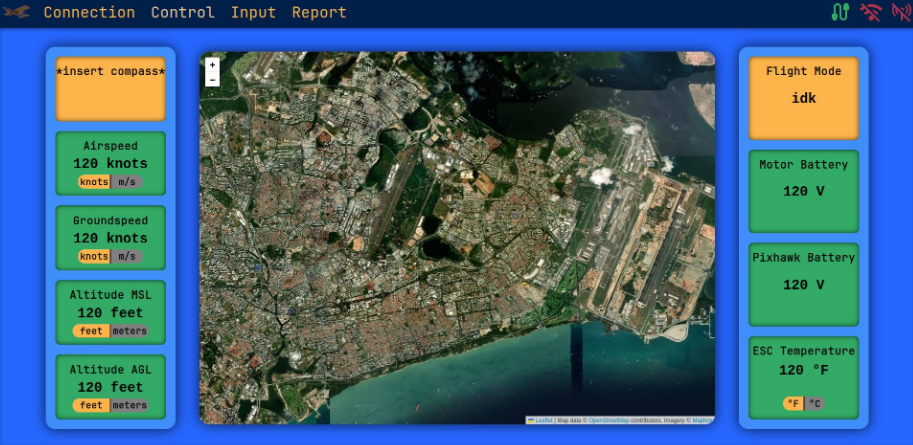 Connection Control Input Report
*insert compass*
Airspeed
120 knots
knots m/s
Groundspeed
120 knots
knots m/s
Altitude MSL
120 feet
feet meters
Altitude AGL
120 feet
feet meters
+
−
Leaflet | Map data © OpenStreetMap contributors, Imagery © Mapbox
Flight Mode
idk
Motor Battery
120 V
Pixhawk Battery
120 V
ESC Temperature
120 °F
°F °C